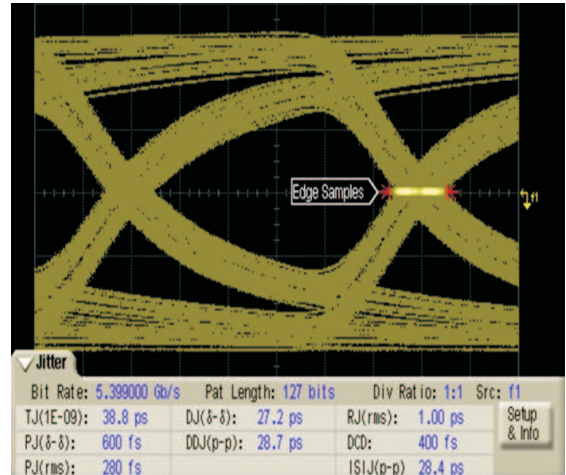 Edge Samples
f1
Jitter
Bit Rate: 5.399000 Gb/s Pat Length: 127 bits Div Ratio: 1:1 Src: f1
TJ(1E-09): 38.8 ps DJ(δ-δ): 27.2 ps RJ(rms): 1.00 ps Setup & Info
PJ(δ-δ): 600 fs DDJ(p-p): 28.7 ps DCD: 400 fs
PJ(rms): 280 fs ISIJ(p-p) 28.4 ps